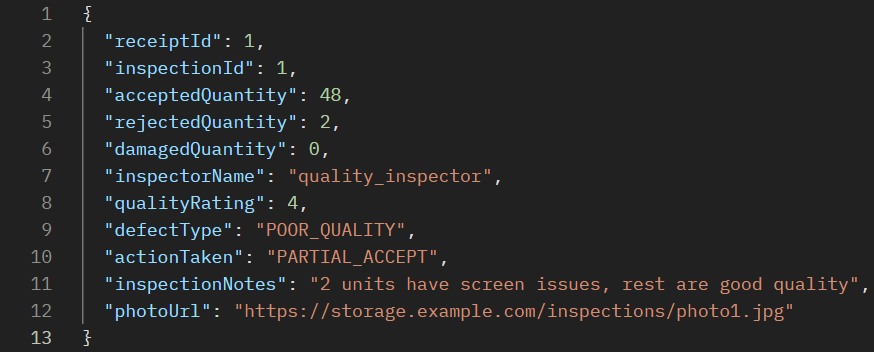 1 {
2 "receiptId": 1,
3 "inspectionId": 1,
4 "acceptedQuantity": 48,
5 "rejectedQuantity": 2,
6 "damagedQuantity": 0,
7 "inspectorName": "quality_inspector",
8 "qualityRating": 4,
9 "defectType": "POOR_QUALITY",
10 "actionTaken": "PARTIAL_ACCEPT",
11 "inspectionNotes": "2 units have screen issues, rest are good quality",
12 "photoUrl": "https://storage.example.com/inspections/photo1.jpg"
13 }